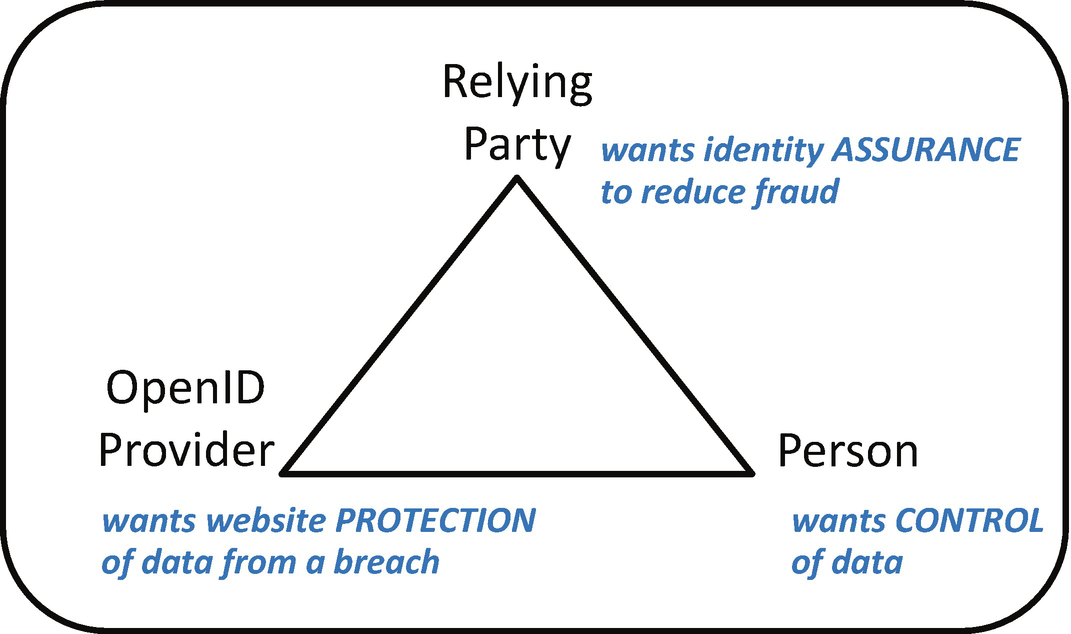 Relying
Party
wants identity ASSURANCE
to reduce fraud
OpenID
Provider
wants website PROTECTION
of data from a breach
Person
wants CONTROL
of data